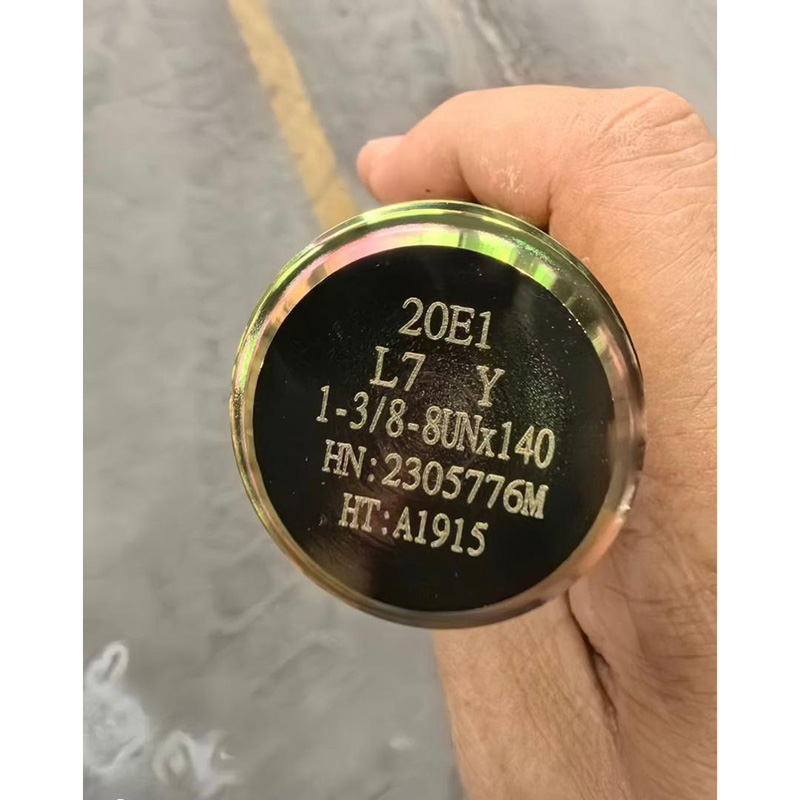 20E1
L7 Y
1-3/8-8UNx140
HN:2305776M
HT:A1915